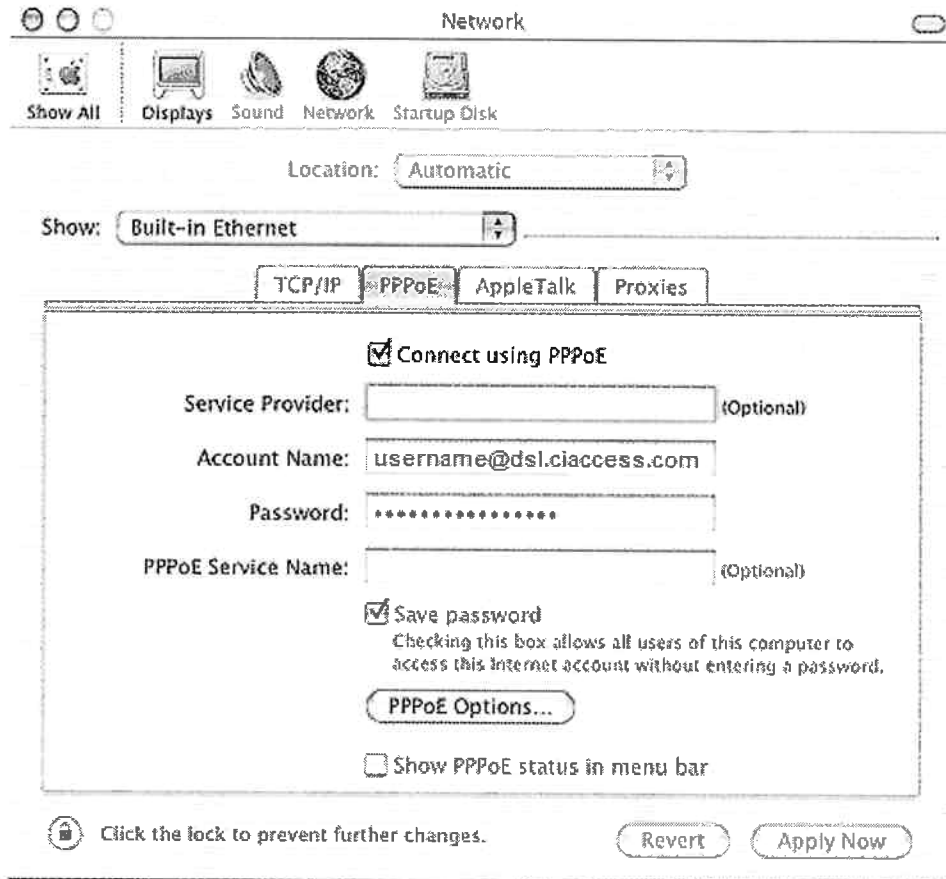 Network
Show All Displays Sound Network Startup Disk
Location: Automatic
Show: Built-in Ethernet
TCP/IP PPPoE AppleTalk Proxies
Connect using PPPoE
Service Provider: (Optional)
Account Name: username@dsl.ciaccess.com
Password: ••••••••••••••••
PPPoE Service Name: (Optional)
Save password
Checking this box allows all users of this computer to
access this Internet account without entering a password.
PPPoE Options...
Show PPPoE status in menu bar
Click the lock to prevent further changes. Revert Apply Now